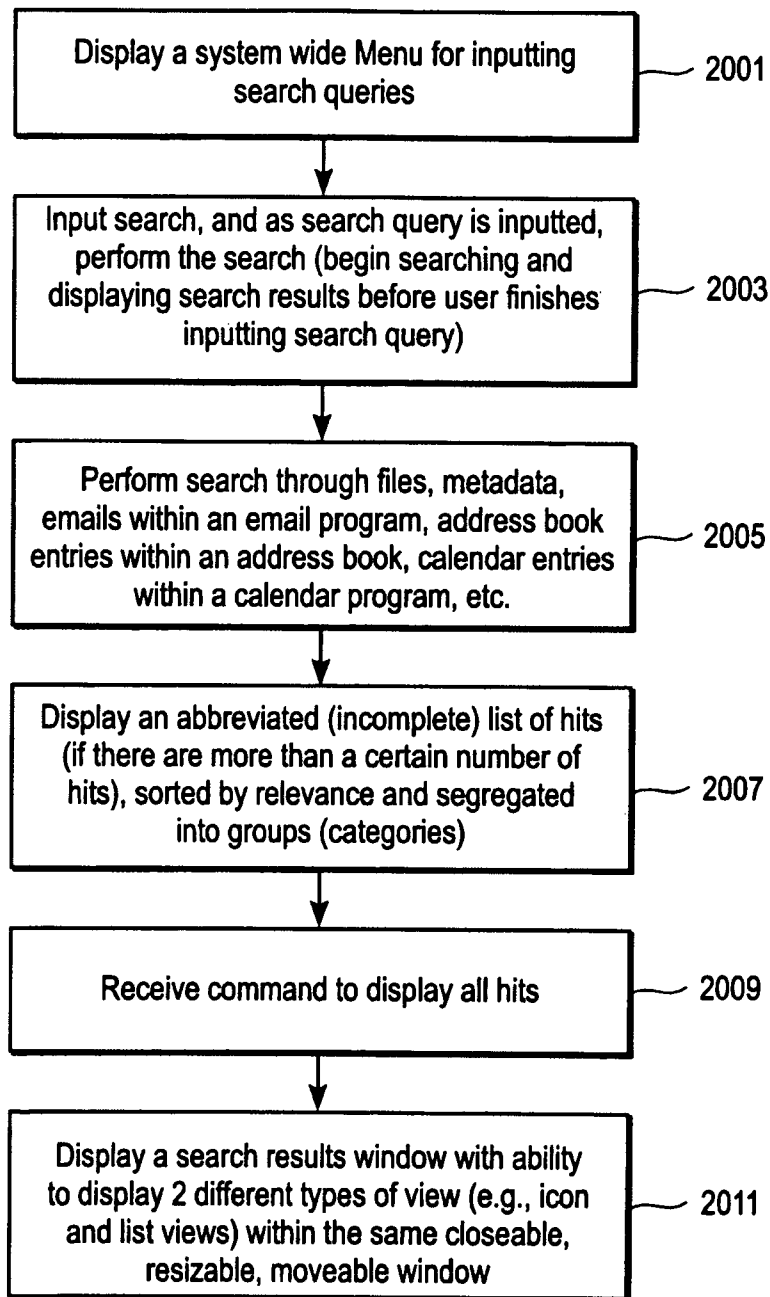 Display a system wide Menu for inputting
search queries
2001
Input search, and as search query is inputted,
perform the search (begin searching and
displaying search results before user finishes
inputting search query)
2003
Perform search through files, metadata,
emails within an email program, address book
entries within an address book, calendar entries
within a calendar program, etc.
2005
Display an abbreviated (incomplete) list of hits
(if there are more than a certain number of
hits), sorted by relevance and segregated
into groups (categories)
2007
Receive command to display all hits
2009
Display a search results window with ability
to display 2 different types of view (e.g., icon
and list views) within the same closeable,
resizable, moveable window
2011